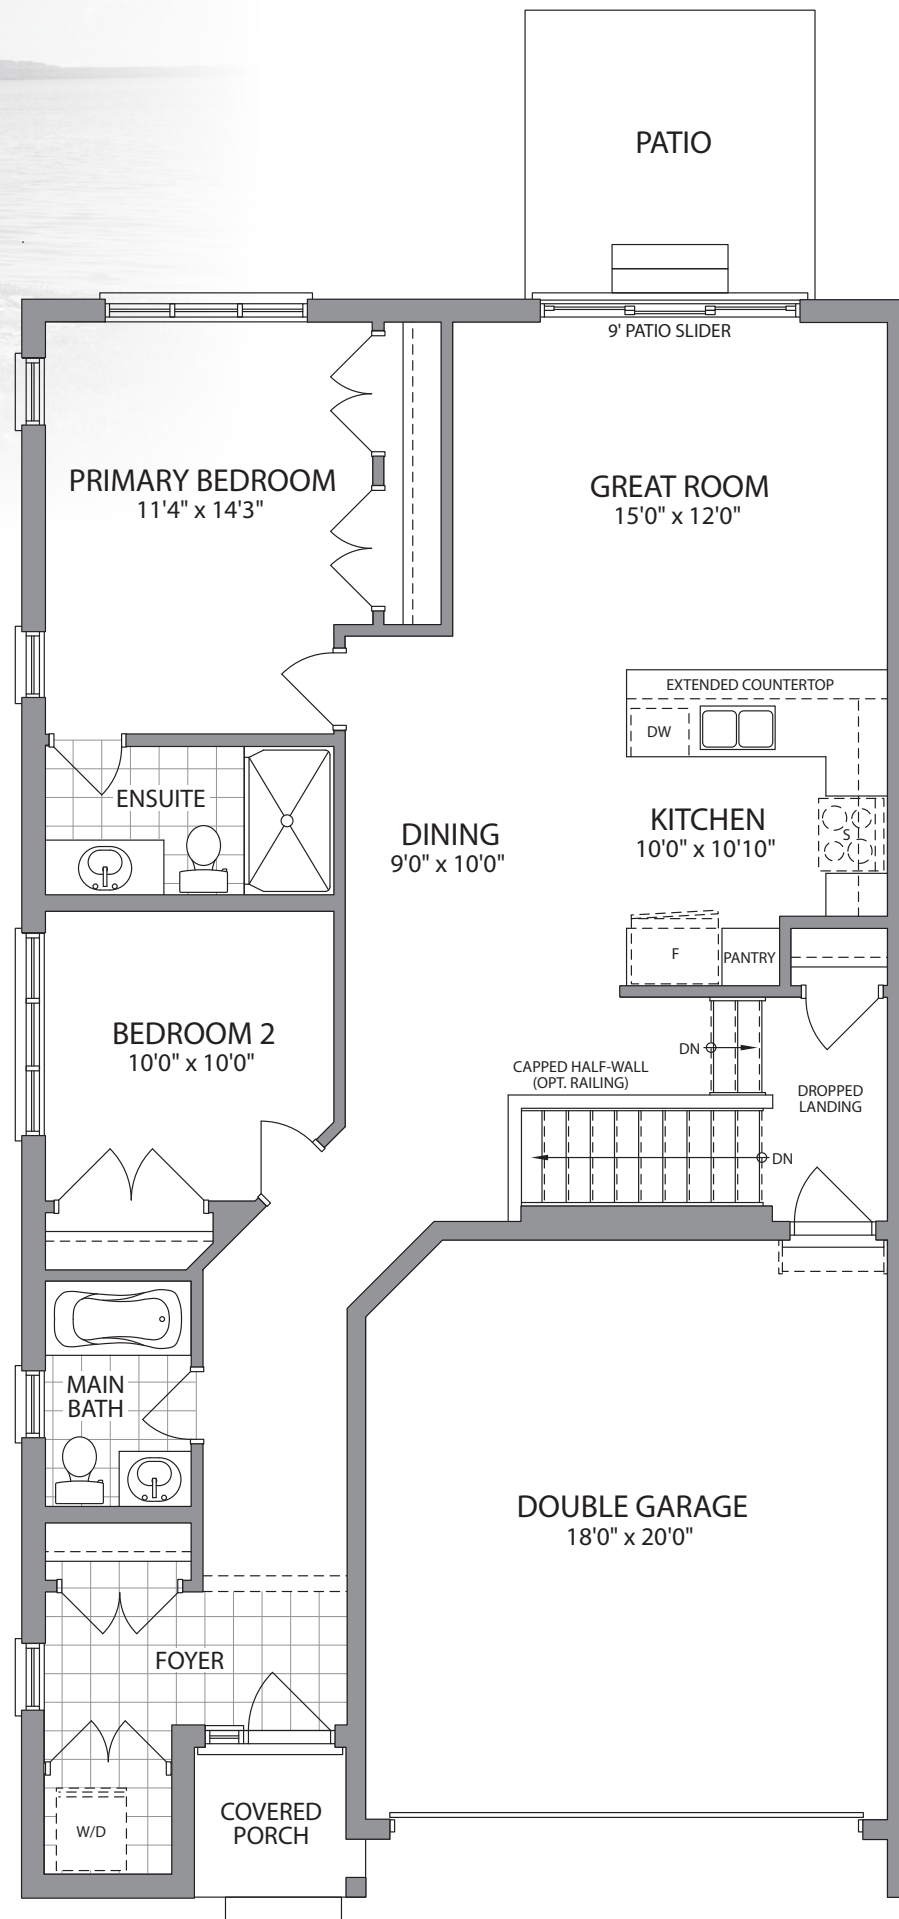 PATIO
9' PATIO SLIDER
PRIMARY BEDROOM
11'4" x 14'3"
GREAT ROOM
15'0" x 12'0"
EXTENDED COUNTERTOP
DW
ENSUITE
DINING
9'0" x 10'0"
KITCHEN
10'0" x 10'10"
S
F
PANTRY
BEDROOM 2
10'0" x 10'0"
DN
CAPPED HALF-WALL
(OPT. RAILING)
DROPPED
LANDING
DN
MAIN
BATH
DOUBLE GARAGE
18'0" x 20'0"
FOYER
COVERED
PORCH
W/D